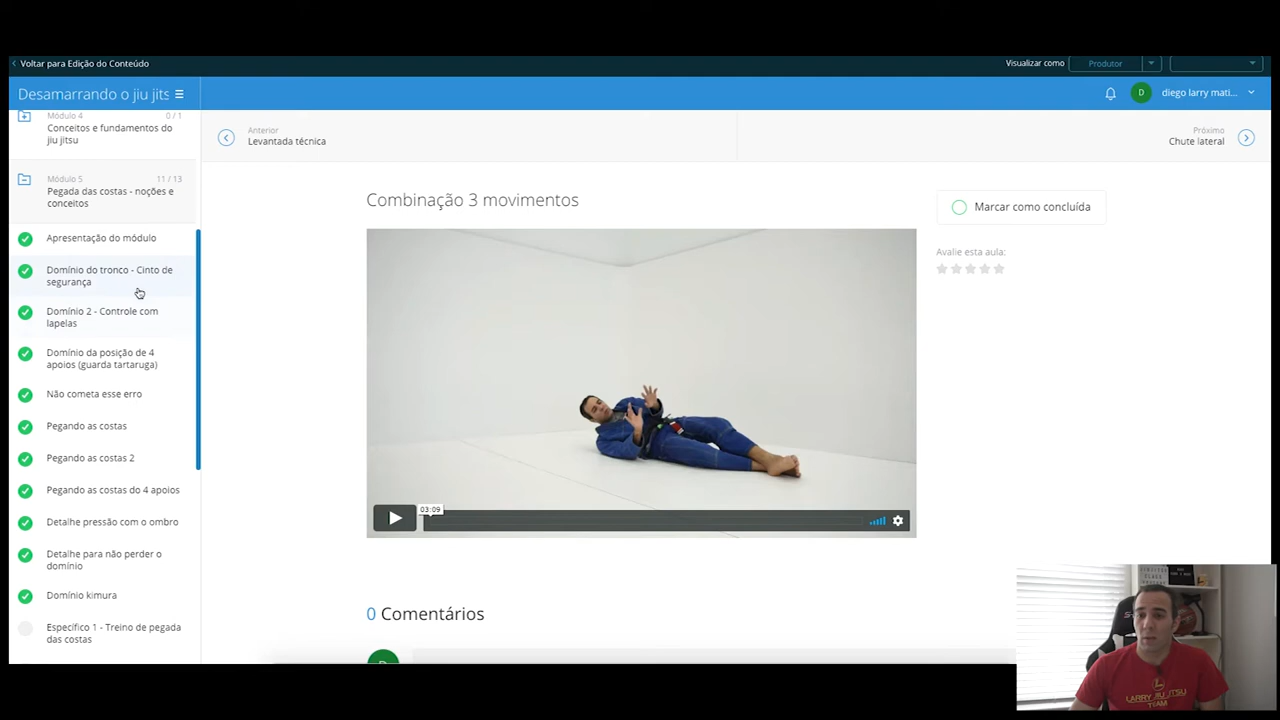 Voltar para Edição do Conteúdo
Visualizar como
Produtor
Desamarrando o jiu jits
D
diego larry mati...
Módulo 4
0 / 1
Conceitos e fundamentos do
jiu jitsu
Anterior
Levantada técnica
Próximo
Chute lateral
Módulo 5
11 / 13
Pegada das costas - noções e
conceitos
Apresentação do módulo
Domínio do tronco - Cinto de
segurança
Domínio 2 - Controle com
lapelas
Domínio da posição de 4
apoios (guarda tartaruga)
Não cometa esse erro
Pegando as costas
Pegando as costas 2
Pegando as costas do 4 apoios
Detalhe pressão com o ombro
Detalhe para não perder o
domínio
Domínio kimura
Específico 1 - Treino de pegada
das costas
Combinação 3 movimentos
Marcar como concluída
Avalie esta aula:
03:09
0 Comentários
LARRY JIU JITSU
TEAM